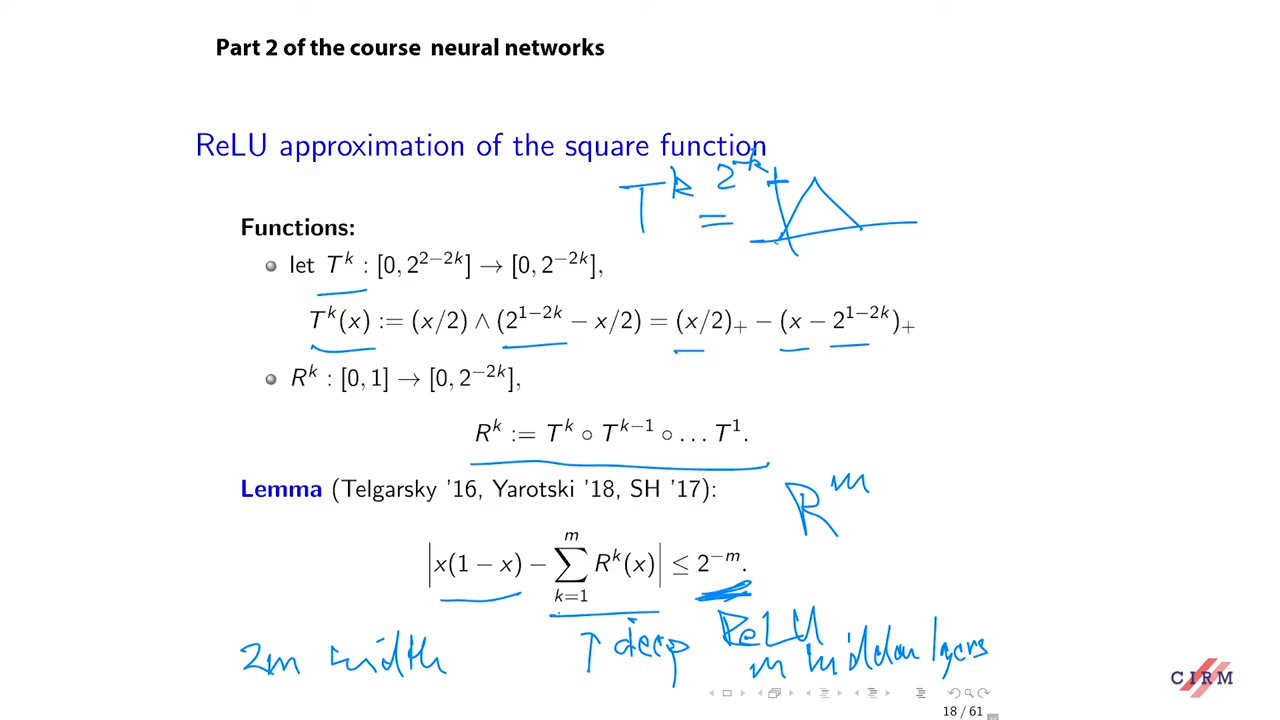 Part 2 of the course neural networks
ReLU approximation of the square function
T^k = 2^{-k}
Functions:
let T^k : [0, 2^{2−2k}] → [0, 2^{−2k}],
T^k(x) := (x/2) ∧ (2^{1−2k} − x/2) = (x/2)_+ − (x − 2^{1−2k})_+
R^k : [0, 1] → [0, 2^{−2k}],
R^k := T^k ∘ T^{k−1} ∘ … T^1.
Lemma (Telgarsky '16, Yarotski '18, SH '17):
R^m
|x(1 − x) − ∑_{k=1}^{m} R^k(x)| ≤ 2^{−m}.
2m width ↑ deep ReLU
m hidden layers
CIRM
18 / 61